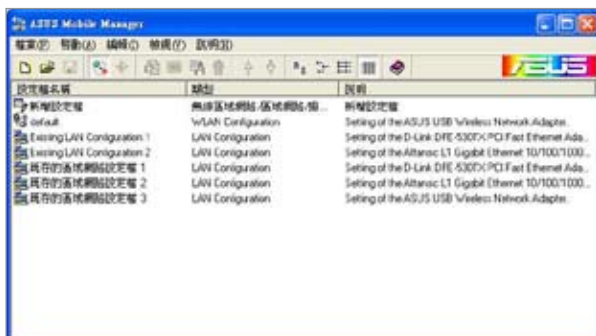 ASUS Mobile Manager
檔案(F) 啟動(A) 編輯(E) 檢視(V) 說明(H)
/SUS
設定檔名稱 類型 說明
新增設定檔 無線區域網路/區域網路/撥... 新增設定檔
default WLAN Configuration Setting of the ASUS USB Wireless Network Adapter.
Existing LAN Configuration 1 LAN Configuration Setting of the D-Link DFE-530TX PCI Fast Ethernet Ada...
Existing LAN Configuration 2 LAN Configuration Setting of the Attansic L1 Gigabit Ethernet 10/100/1000...
既存的區域網路設定檔 1 LAN Configuration Setting of the D-Link DFE-530TX PCI Fast Ethernet Ada...
既存的區域網路設定檔 2 LAN Configuration Setting of the Attansic L1 Gigabit Ethernet 10/100/1000...
既存的區域網路設定檔 3 LAN Configuration Setting of the ASUS USB Wireless Network Adapter.